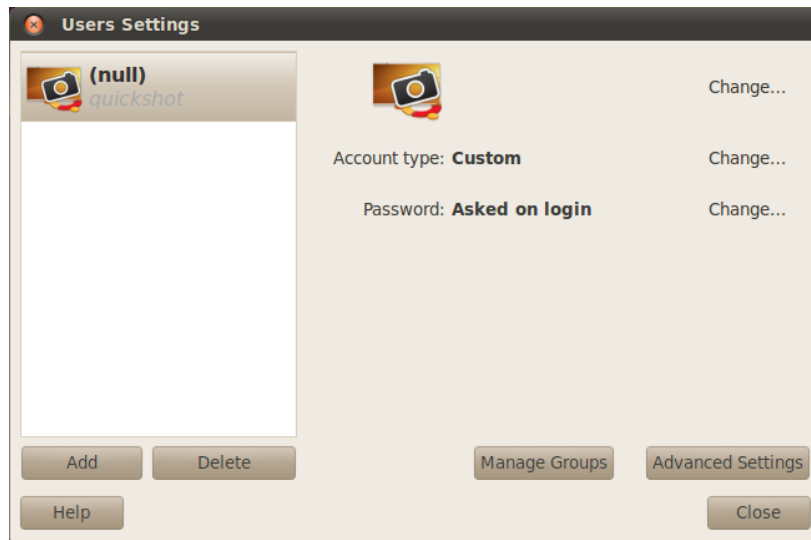 Users Settings
(null)
quickshot
Change...
Account type: Custom
Change...
Password: Asked on login
Change...
Add
Delete
Manage Groups
Advanced Settings
Help
Close